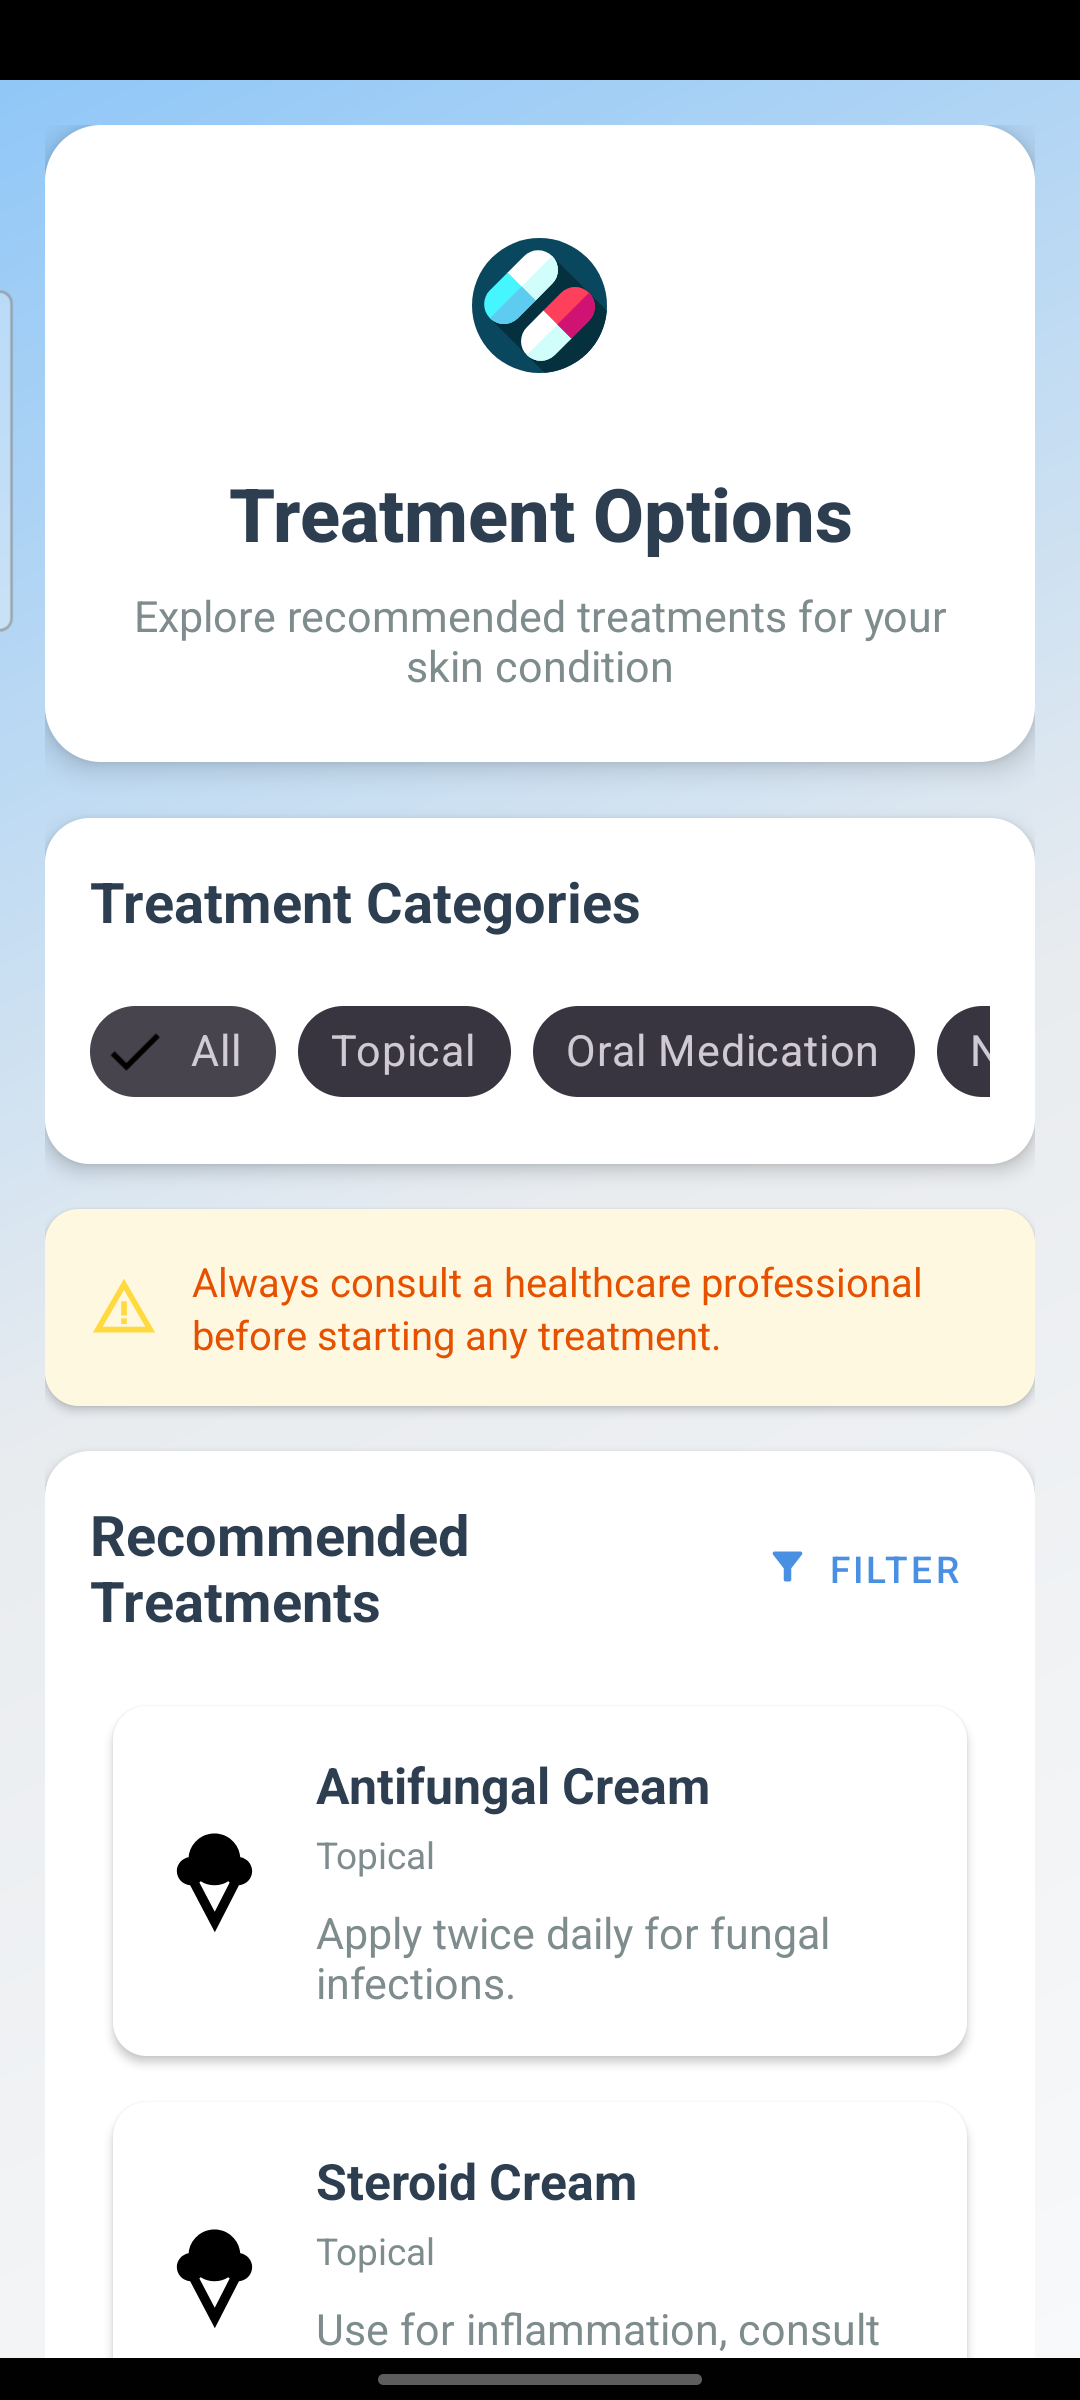 Treatment Options
Explore recommended treatments for your
skin condition
Treatment Categories
All
Topical
Oral Medication
Recommended
Treatments
FILTER
Always consult a healthcare professional
before starting any treatment.
Antifungal Cream
Topical
Apply twice daily for fungal
infections.
Steroid Cream
Topical
Use for inflammation, consult